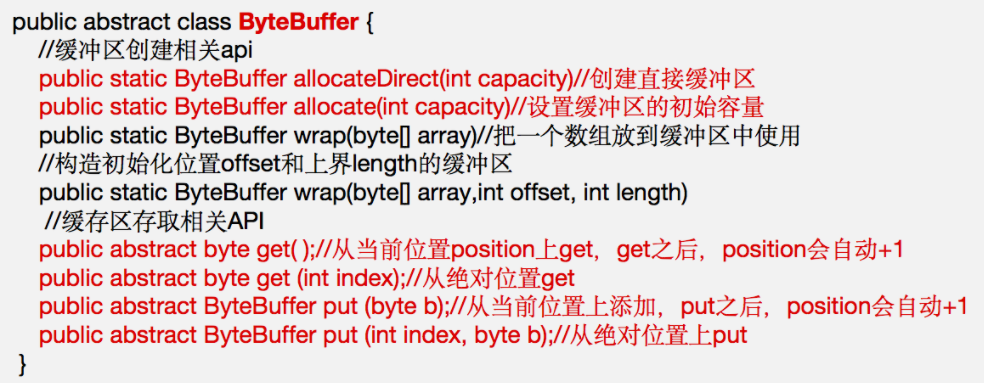 public abstract class ByteBuffer {
//缓冲区创建相关api
public static ByteBuffer allocateDirect(int capacity)//创建直接缓冲区
public static ByteBuffer allocate(int capacity)//设置缓冲区的初始容量
public static ByteBuffer wrap(byte[] array)//把一个数组放到缓冲区中使用
//构造初始化位置offset和上界length的缓冲区
public static ByteBuffer wrap(byte[] array,int offset, int length)
//缓存区存取相关API
public abstract byte get( );//从当前位置position上get，get之后，position会自动+1
public abstract byte get (int index);//从绝对位置get
public abstract ByteBuffer put (byte b);//从当前位置上添加，put之后，position会自动+1
public abstract ByteBuffer put (int index, byte b);//从绝对位置上put
}